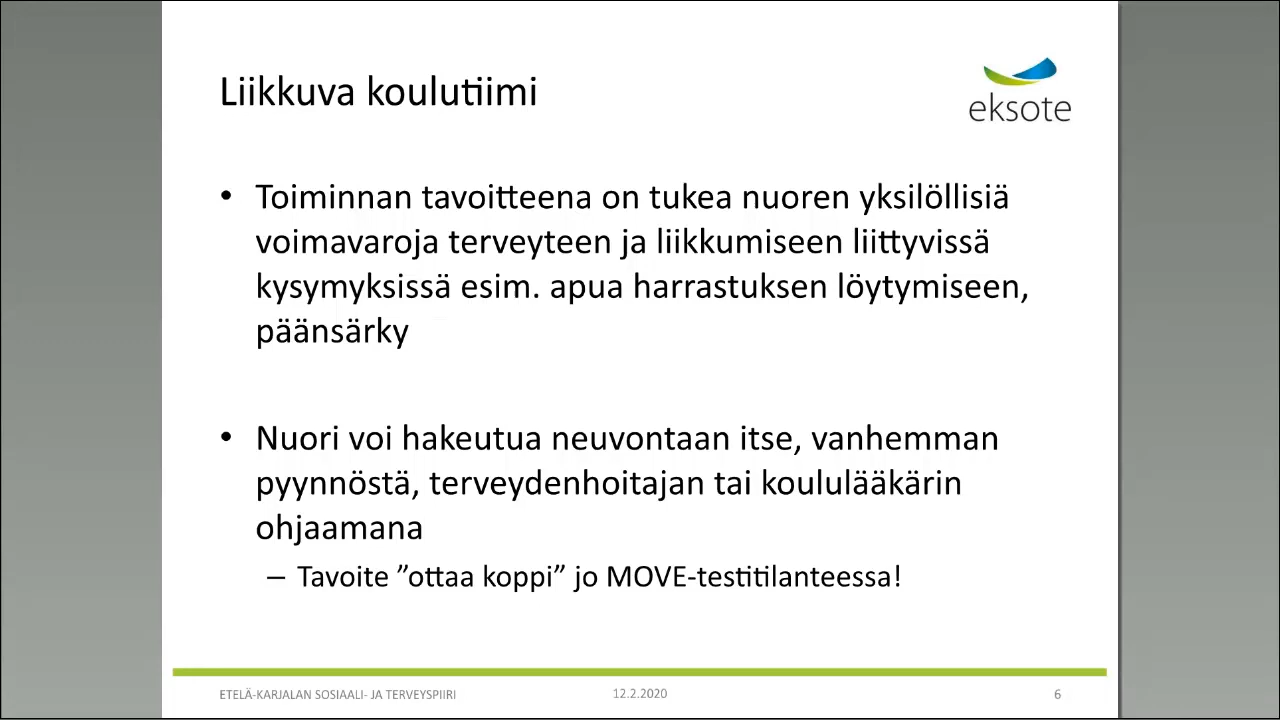 Liikkuva koulutiimi
eksote
• Toiminnan tavoitteena on tukea nuoren yksilöllisiä
voimavaroja terveyteen ja liikkumiseen liittyvissä
kysymyksissä esim. apua harrastuksen löytymiseen,
päänsärky
• Nuori voi hakeutua neuvontaan itse, vanhemman
pyynnöstä, terveydenhoitajan tai koululääkärin
ohjaamana
– Tavoite ”ottaa koppi” jo MOVE-testitilanteessa!
ETELÄ-KARJALAN SOSIAALI- JA TERVEYSPIIRI
12.2.2020
6